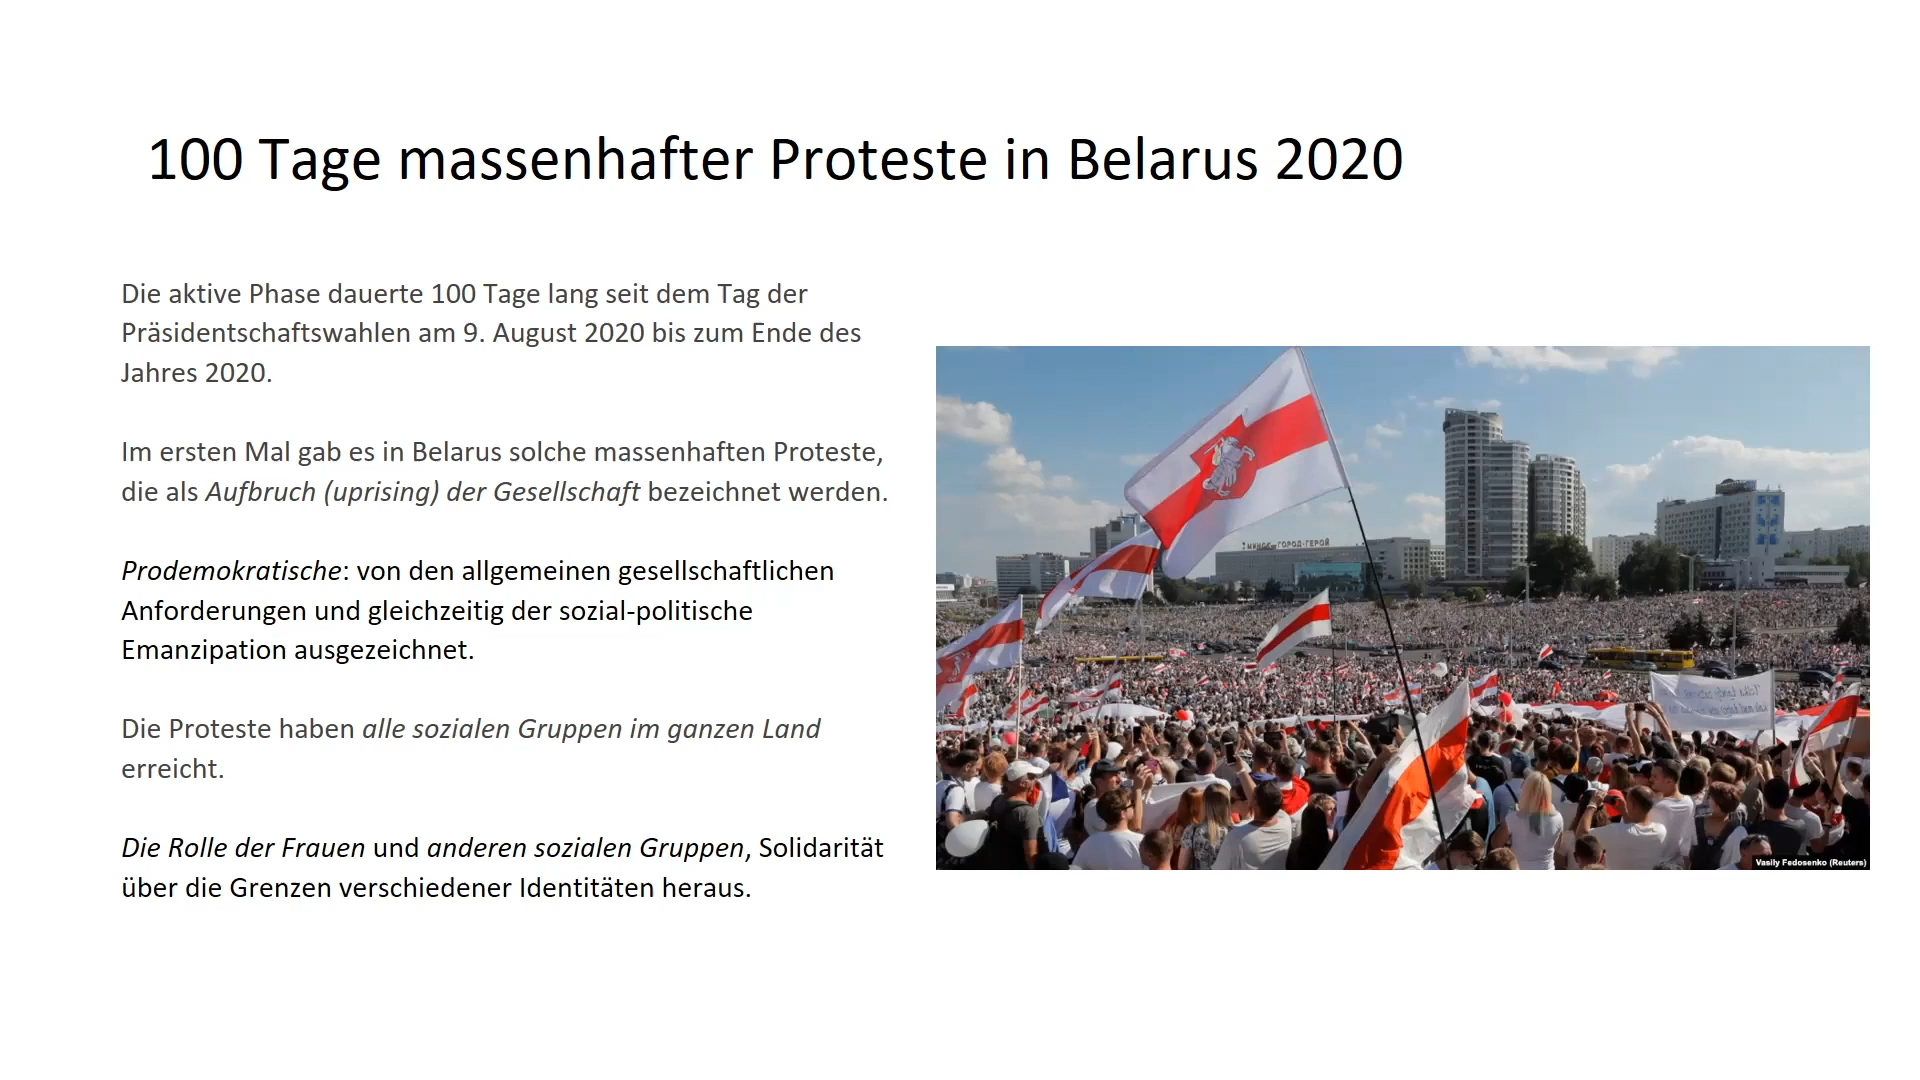 100 Tage massenhafter Proteste in Belarus 2020
Die aktive Phase dauerte 100 Tage lang seit dem Tag der
Präsidentschaftswahlen am 9. August 2020 bis zum Ende des
Jahres 2020.
Im ersten Mal gab es in Belarus solche massenhaften Proteste,
die als Aufbruch (uprising) der Gesellschaft bezeichnet werden.
Prodemokratische: von den allgemeinen gesellschaftlichen
Anforderungen und gleichzeitig der sozial-politische
Emanzipation ausgezeichnet.
Die Proteste haben alle sozialen Gruppen im ganzen Land
erreicht.
Die Rolle der Frauen und anderen sozialen Gruppen, Solidarität
über die Grenzen verschiedener Identitäten heraus.
МИНСК-ГОРОД-ГЕРОЙ
Vasily Fedosenko (Reuters)